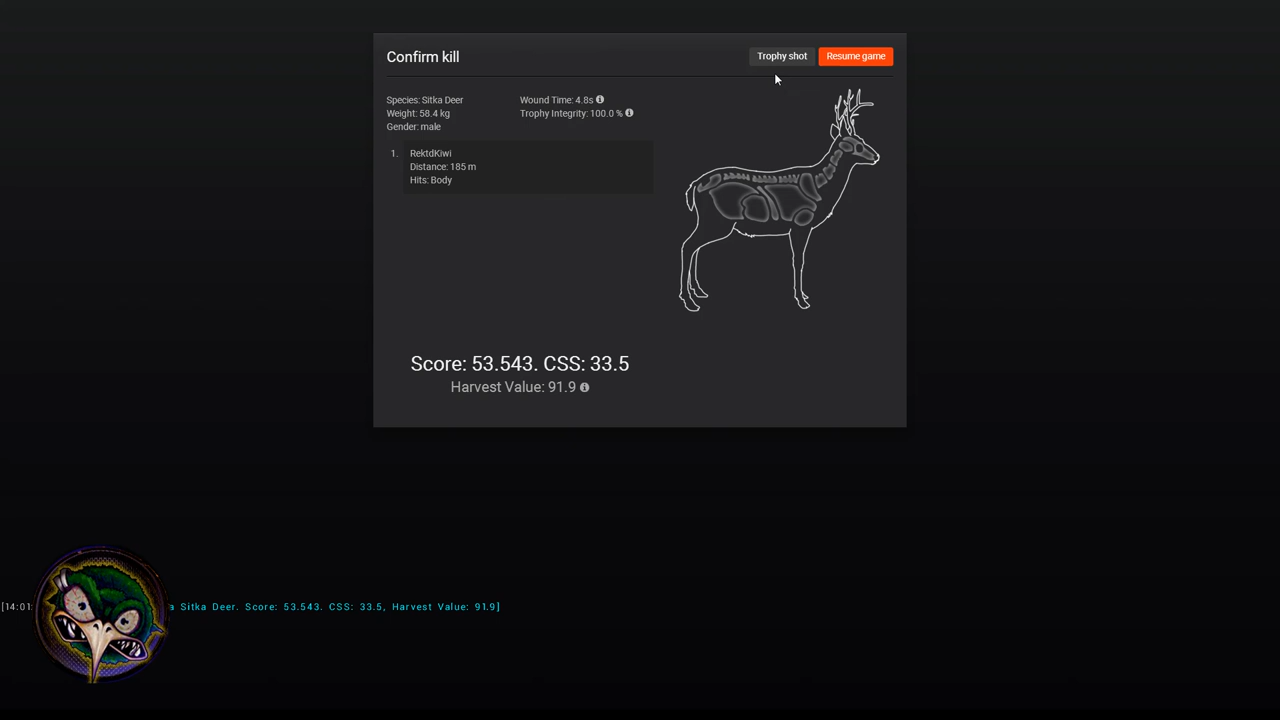 Confirm kill
Trophy shot
Resume game
Species: Sitka Deer
Weight: 58.4 kg
Gender: male
Wound Time: 4.8s
Trophy Integrity: 100.0 %
1. RektdKiwi
Distance: 185 m
Hits: Body
Score: 53.543. CSS: 33.5
Harvest Value: 91.9
[14:01: a Sitka Deer. Score: 53.543. CSS: 33.5, Harvest Value: 91.9]